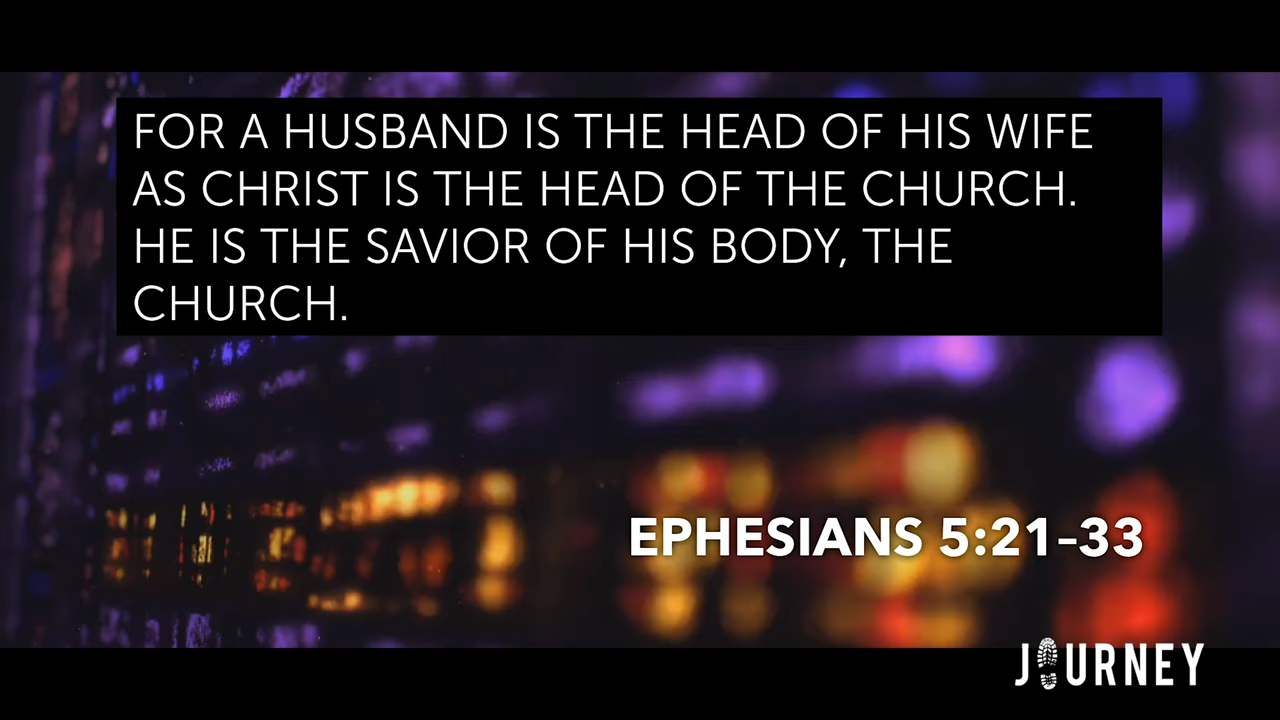 FOR A HUSBAND IS THE HEAD OF HIS WIFE
AS CHRIST IS THE HEAD OF THE CHURCH.
HE IS THE SAVIOR OF HIS BODY, THE
CHURCH.
EPHESIANS 5:21-33
JOURNEY